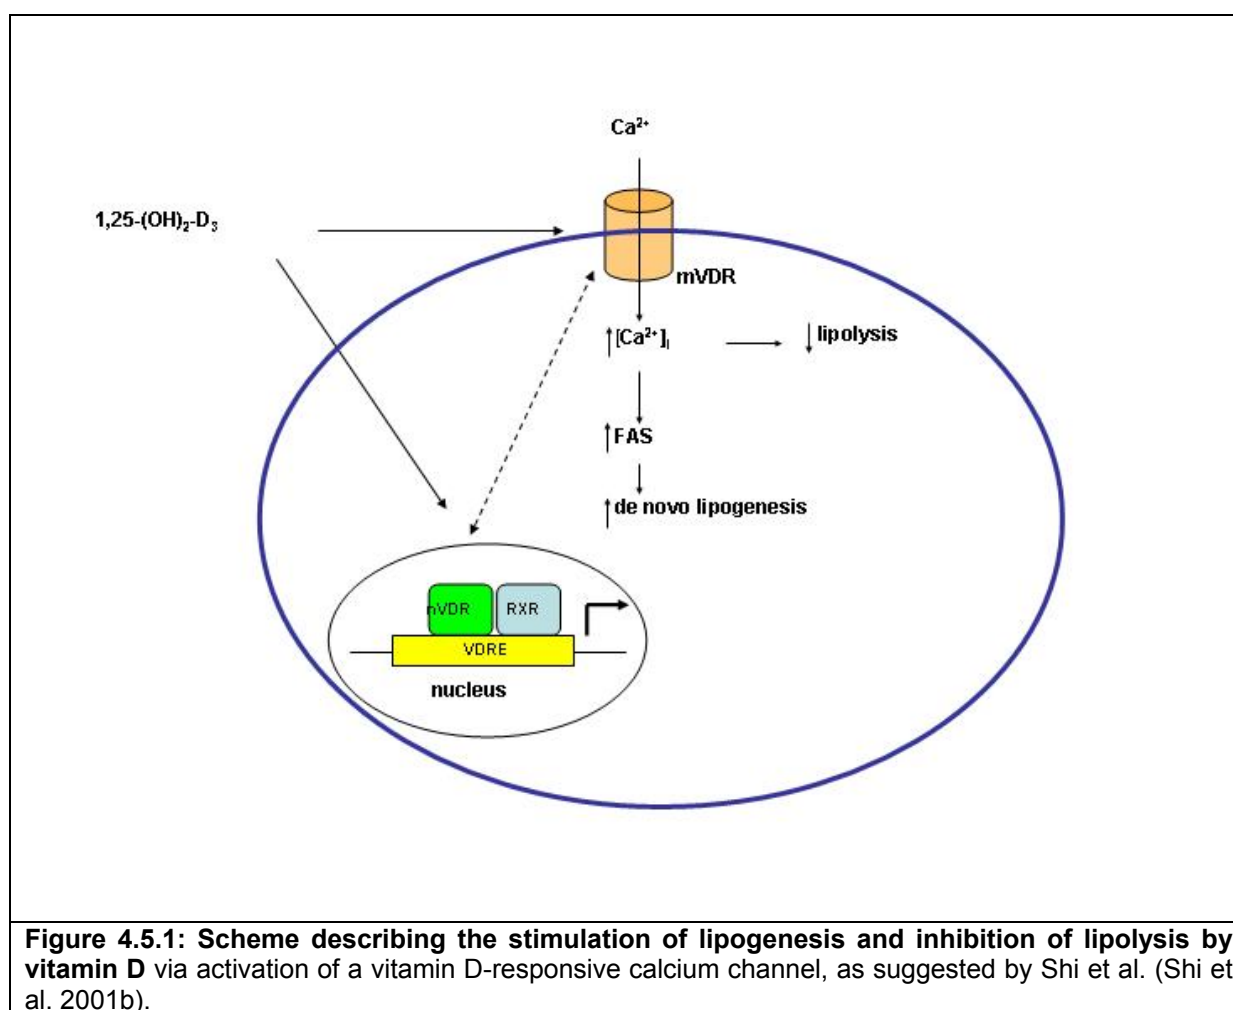 Ca²⁺
1,25-(OH)₂-D₃
mVDR
[Ca²⁺]ᵢ
lipolysis
FAS
de novo lipogenesis
nVDR RXR
VDRE
nucleus
Figure 4.5.1: Scheme describing the stimulation of lipogenesis and inhibition of lipolysis by
vitamin D via activation of a vitamin D-responsive calcium channel, as suggested by Shi et al. (Shi et
al. 2001b).